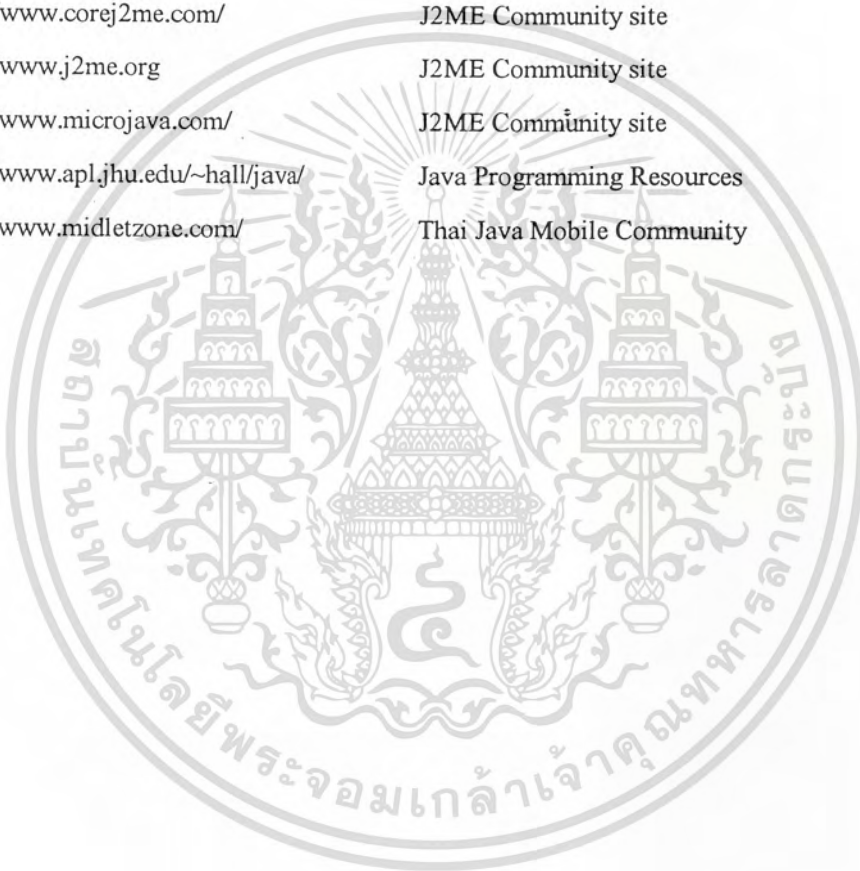 www.corej2me.com/ J2ME Community site
www.j2me.org J2ME Community site
www.microjava.com/ J2ME Community site
www.apl.jhu.edu/~hall/java/ Java Programming Resources
www.midletzone.com/ Thai Java Mobile Community
สถาบันเทคโนโลยีพระจอมเกล้าเจ้าคุณทหารลาดกระบัง
๔